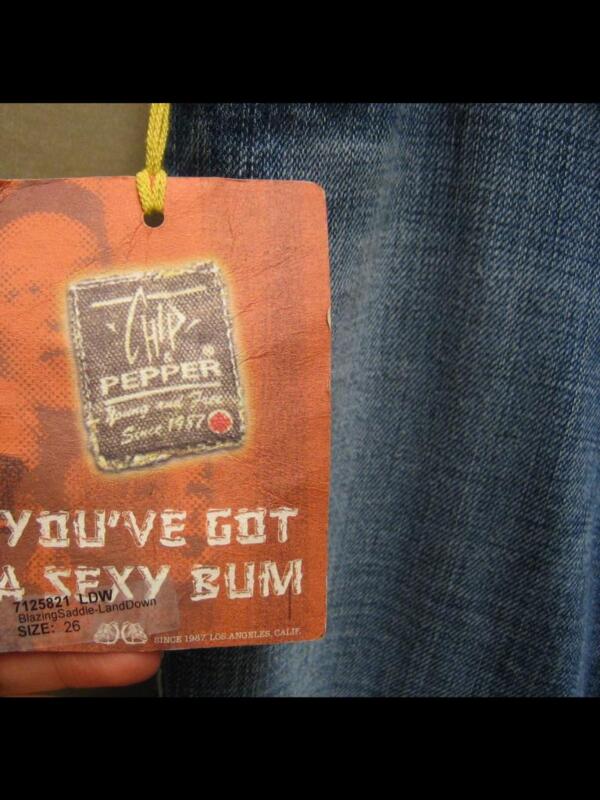 CHIP &
PEPPER®
Young and Free
Since 1987
YOU'VE GOT
A SEXY BUM
7125821 LDW
BlazingSaddle-LandDown
SIZE: 26
SINCE 1987, LOS ANGELES, CALIF.